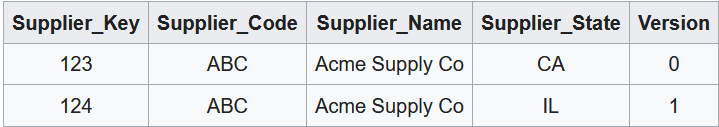 Supplier_Key Supplier_Code Supplier_Name Supplier_State Version
123 ABC Acme Supply Co CA 0
124 ABC Acme Supply Co IL 1